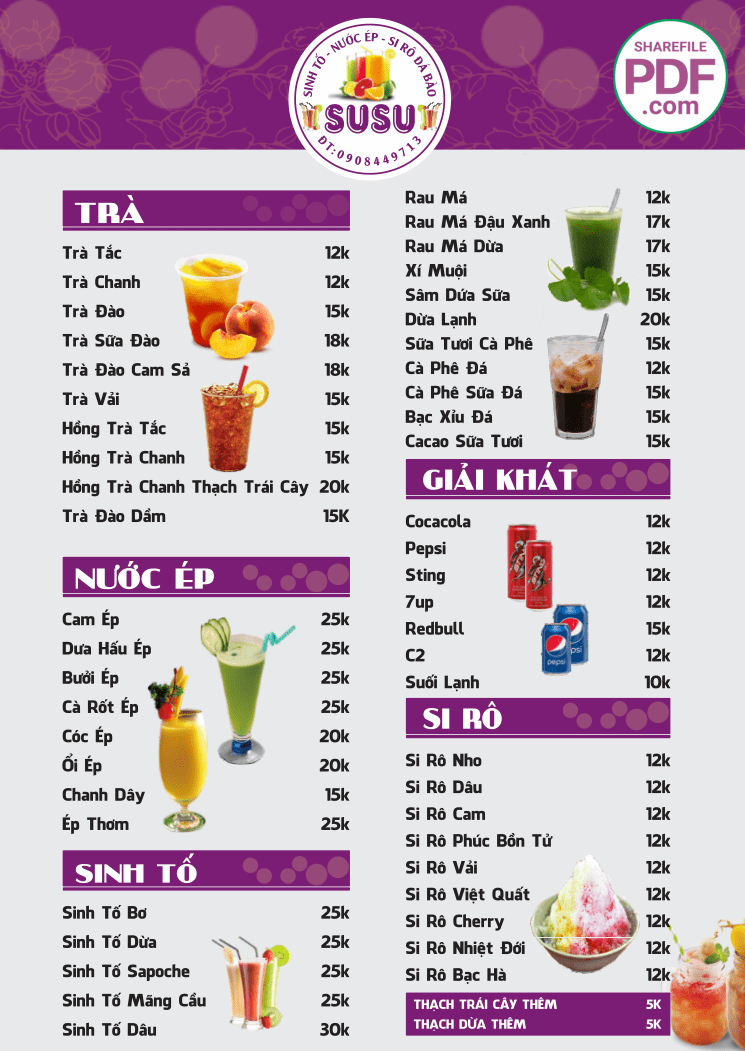 SINH TỐ - NƯỚC ÉP - SI RÔ ĐÁ BÀO
SUSU
ĐT:0908449713
SHAREFILE
PDF
.com
TRÀ
Trà Tắc 12k
Trà Chanh 12k
Trà Đào 15k
Trà Sữa Đào 18k
Trà Đào Cam Sả 18k
Trà Vải 15k
Hồng Trà Tắc 15k
Hồng Trà Chanh 15k
Hồng Trà Chanh Thạch Trái Cây 20k
Trà Đào Dầm 15K
NƯỚC ÉP
Cam Ép 25k
Dưa Hấu Ép 25k
Bưởi Ép 25k
Cà Rốt Ép 25k
Cóc Ép 20k
Ổi Ép 20k
Chanh Dây 15k
Ép Thơm 25k
SINH TỐ
Sinh Tố Bơ 25k
Sinh Tố Dừa 25k
Sinh Tố Sapoche 25k
Sinh Tố Mãng Cầu 25k
Sinh Tố Dâu 30k
Rau Má 12k
Rau Má Đậu Xanh 17k
Rau Má Dừa 17k
Xí Muội 15k
Sâm Dứa Sữa 15k
Dừa Lạnh 20k
Sữa Tươi Cà Phê 15k
Cà Phê Đá 12k
Cà Phê Sữa Đá 15k
Bạc Xỉu Đá 15k
Cacao Sữa Tươi 15k
GIẢI KHÁT
Cocacola 12k
Pepsi 12k
Sting 12k
7up 12k
Redbull 15k
C2 12k
Suối Lạnh 10k
pepsi
SI RÔ
Si Rô Nho 12k
Si Rô Dâu 12k
Si Rô Cam 12k
Si Rô Phúc Bồn Tử 12k
Si Rô Vải 12k
Si Rô Việt Quất 12k
Si Rô Cherry 12k
Si Rô Nhiệt Đới 12k
Si Rô Bạc Hà 12k
THẠCH TRÁI CÂY THÊM 5K
THẠCH DỪA THÊM 5K